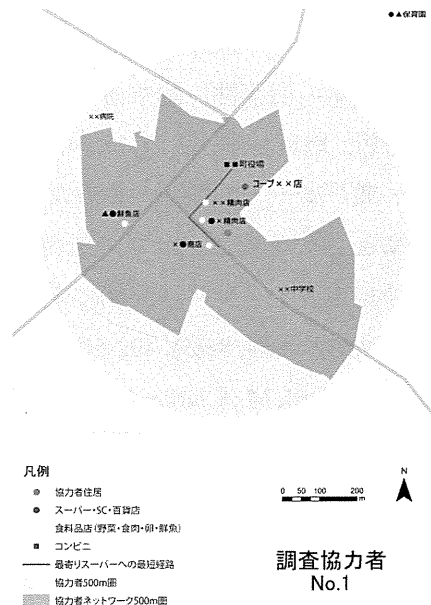 ●▲保育園
××病院
■■町役場
コープ××店
××精肉店
▲●鮮魚店
●×精肉店
×●商店
××中学校
凡例
協力者住居
スーパー・SC・百貨店
食料品店(野菜・食肉・卵・鮮魚)
コンビニ
最寄りスーパーへの最短経路
協力者500m圏
協力者ネットワーク500m圏
0 50 100 200
m
N
調査協力者
No.1